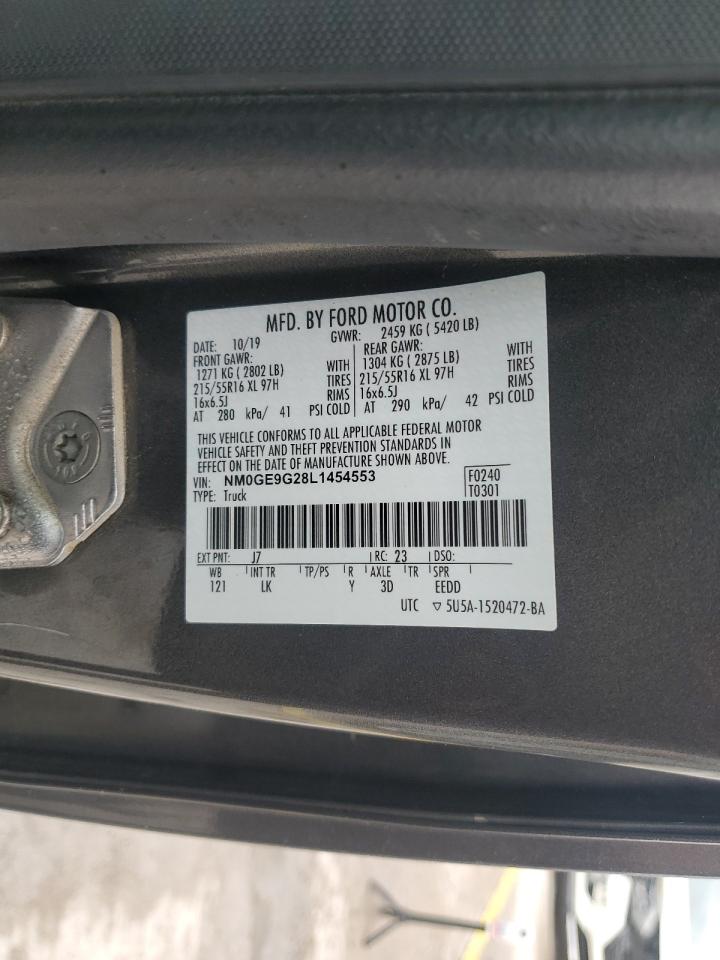 MFD. BY FORD MOTOR CO.
DATE: 10/19 GVWR: 2459 KG ( 5420 LB)
FRONT GAWR: REAR GAWR:
1271 KG ( 2802 LB) WITH 1304 KG ( 2875 LB) WITH
215/55R16 XL 97H TIRES 215/55R16 XL 97H TIRES
16x6.5J RIMS 16x6.5J RIMS
AT 280 kPa/ 41 PSI COLD AT 290 kPa/ 42 PSI COLD
THIS VEHICLE CONFORMS TO ALL APPLICABLE FEDERAL MOTOR
VEHICLE SAFETY AND THEFT PREVENTION STANDARDS IN
EFFECT ON THE DATE OF MANUFACTURE SHOWN ABOVE.
VIN: NM0GE9G28L1454553 F0240
TYPE: Truck T0301
EXT PNT: J7 RC: 23 DSO:
WB INT TR TP/PS R AXLE TR SPR
121 LK Y 3D EEDD
UTC ▽ 5U5A-1520472-BA